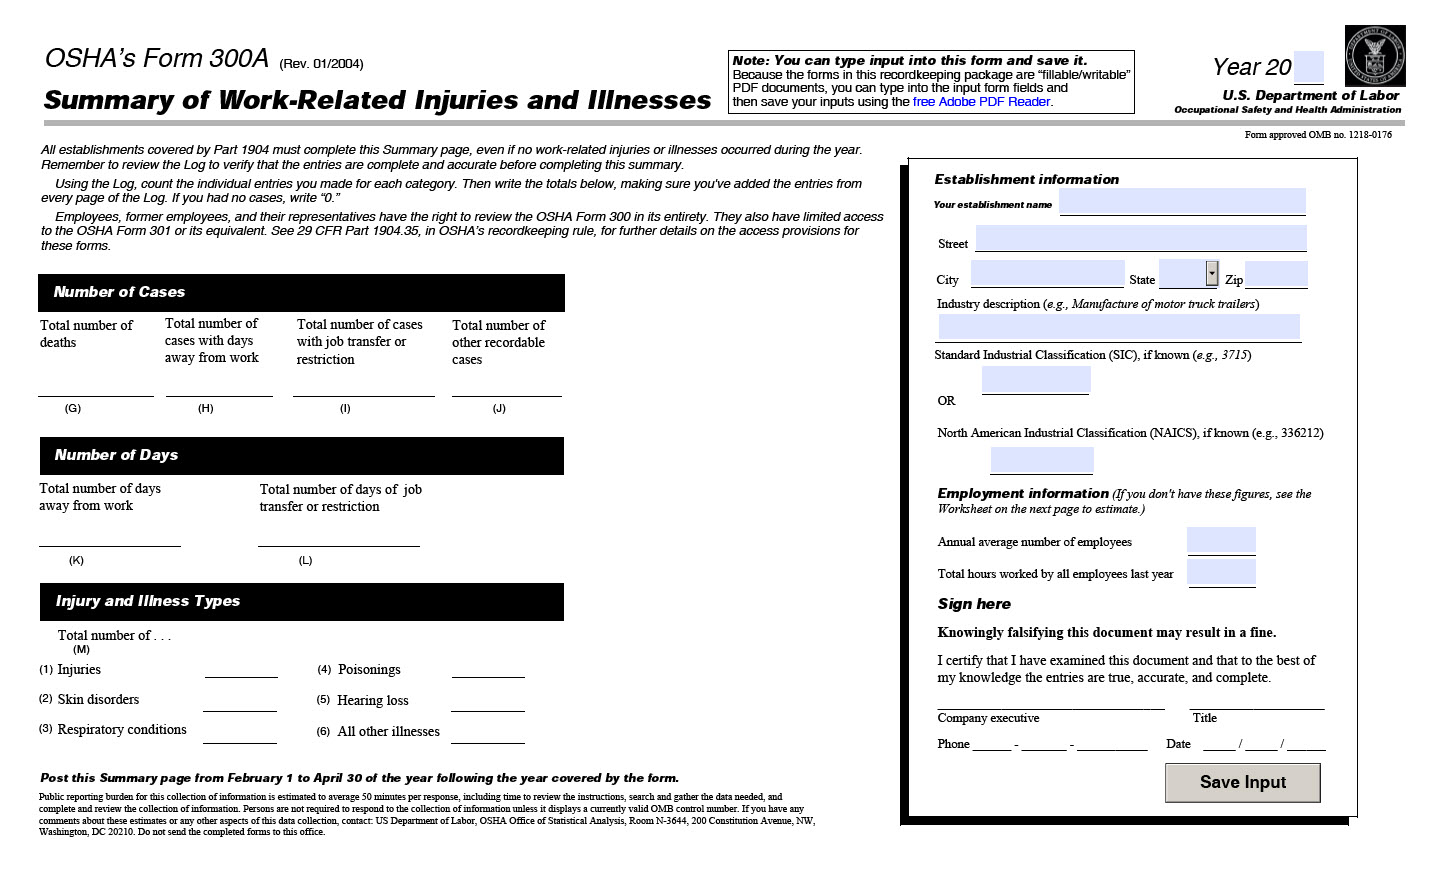 OSHA's Form 300A (Rev. 01/2004)
Summary of Work-Related Injuries and Illnesses
Note: You can type input into this form and save it.
Because the forms in this recordkeeping package are “fillable/writable”
PDF documents, you can type into the input form fields and
then save your inputs using the free Adobe PDF Reader.
Year 20
U.S. Department of Labor
Occupational Safety and Health Administration
Form approved OMB no. 1218-0176
All establishments covered by Part 1904 must complete this Summary page, even if no work-related injuries or illnesses occurred during the year.
Remember to review the Log to verify that the entries are complete and accurate before completing this summary.
Using the Log, count the individual entries you made for each category. Then write the totals below, making sure you've added the entries from
every page of the Log. If you had no cases, write “0.”
Employees, former employees, and their representatives have the right to review the OSHA Form 300 in its entirety. They also have limited access
to the OSHA Form 301 or its equivalent. See 29 CFR Part 1904.35, in OSHA's recordkeeping rule, for further details on the access provisions for
these forms.
Number of Cases
Total number of
deaths
(G)
Total number of
cases with days
away from work
(H)
Total number of cases
with job transfer or
restriction
(I)
Total number of
other recordable
cases
(J)
Number of Days
Total number of days
away from work
(K)
Total number of days of job
transfer or restriction
(L)
Injury and Illness Types
Total number of . . .
(M)
(1) Injuries
(2) Skin disorders
(3) Respiratory conditions
(4) Poisonings
(5) Hearing loss
(6) All other illnesses
Post this Summary page from February 1 to April 30 of the year following the year covered by the form.
Public reporting burden for this collection of information is estimated to average 50 minutes per response, including time to review the instructions, search and gather the data needed, and
complete and review the collection of information. Persons are not required to respond to the collection of information unless it displays a currently valid OMB control number. If you have any
comments about these estimates or any other aspects of this data collection, contact: US Department of Labor, OSHA Office of Statistical Analysis, Room N-3644, 200 Constitution Avenue, NW,
Washington, DC 20210. Do not send the completed forms to this office.
Establishment information
Your establishment name
Street
City State Zip
Industry description (e.g., Manufacture of motor truck trailers)
Standard Industrial Classification (SIC), if known (e.g., 3715)
OR
North American Industrial Classification (NAICS), if known (e.g., 336212)
Employment information (If you don't have these figures, see the
Worksheet on the next page to estimate.)
Annual average number of employees
Total hours worked by all employees last year
Sign here
Knowingly falsifying this document may result in a fine.
I certify that I have examined this document and that to the best of
my knowledge the entries are true, accurate, and complete.
Company executive Title
Phone - - Date / /
Save Input